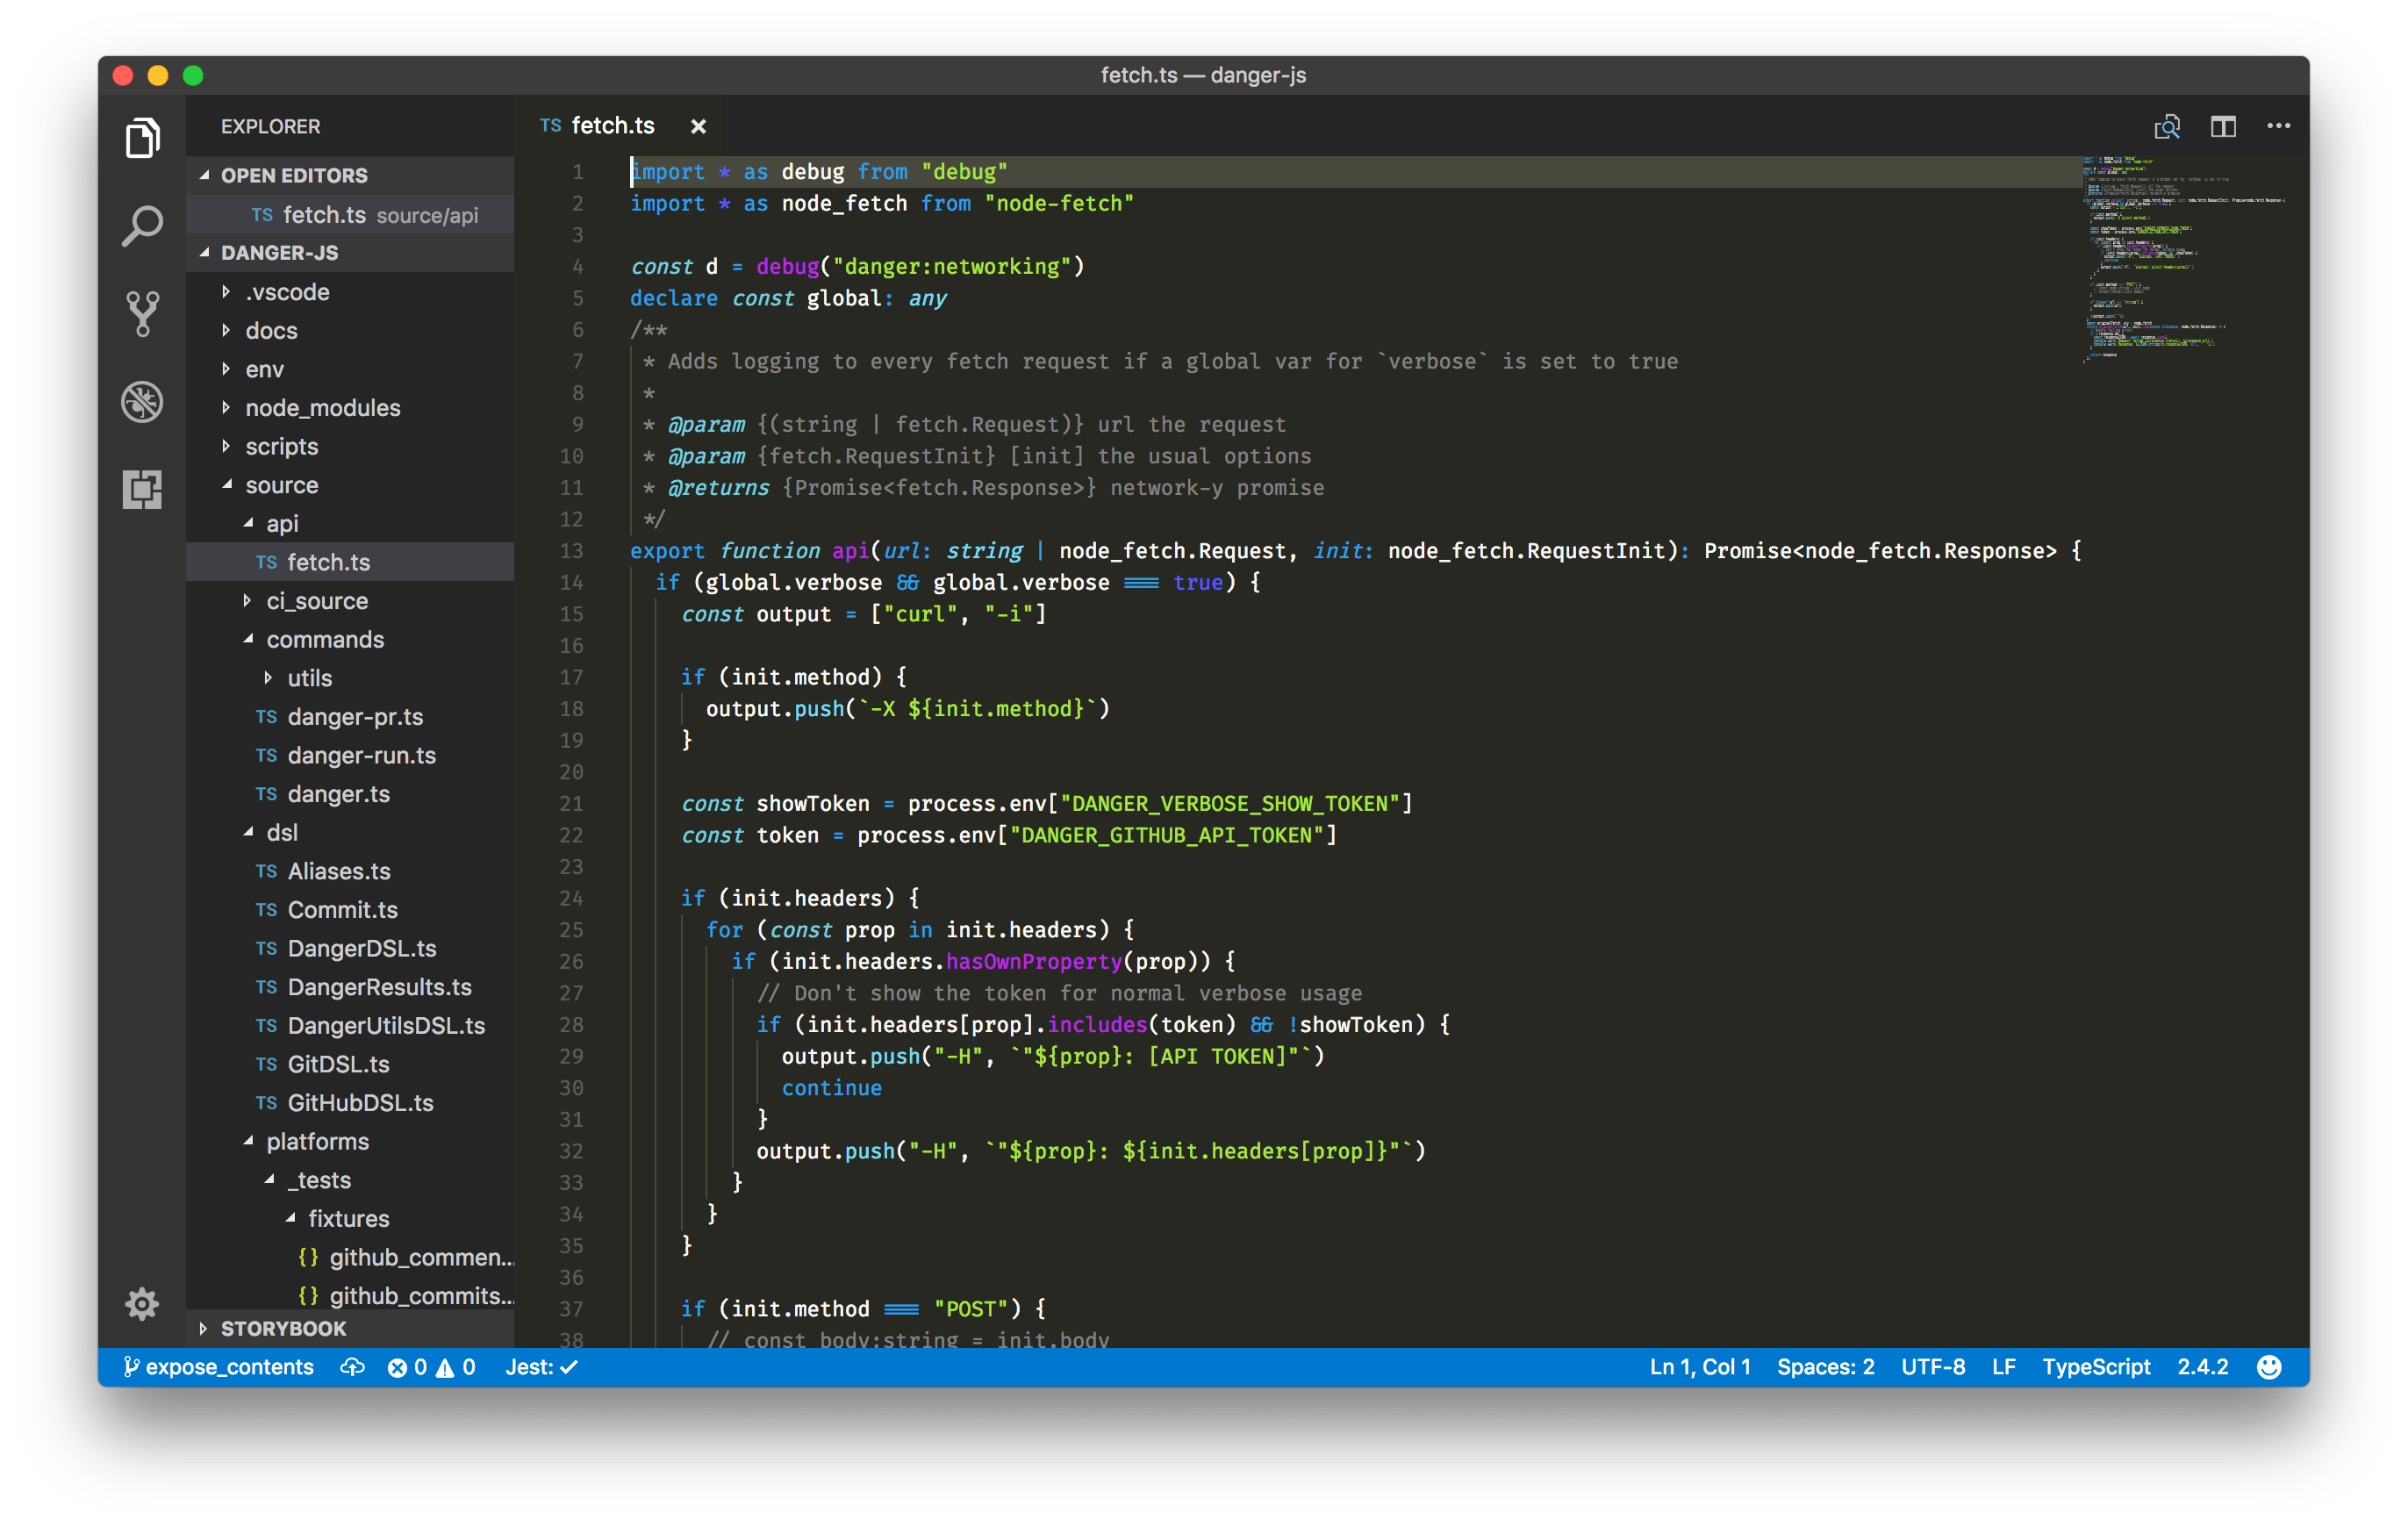 fetch.ts — danger-js
EXPLORER
OPEN EDITORS
TS fetch.ts source/api
DANGER-JS
.vscode
docs
env
node_modules
scripts
source
api
TS fetch.ts
ci_source
commands
utils
TS danger-pr.ts
TS danger-run.ts
TS danger.ts
dsl
TS Aliases.ts
TS Commit.ts
TS DangerDSL.ts
TS DangerResults.ts
TS DangerUtilsDSL.ts
TS GitDSL.ts
TS GitHubDSL.ts
platforms
_tests
fixtures
{} github_commen...
{} github_commits...
STORYBOOK
TS fetch.ts ×
1 import * as debug from "debug"
2 import * as node_fetch from "node-fetch"
3
4 const d = debug("danger:networking")
5 declare const global: any
6 /**
7 * Adds logging to every fetch request if a global var for `verbose` is set to true
8 *
9 * @param {(string | fetch.Request)} url the request
10 * @param {fetch.RequestInit} [init] the usual options
11 * @returns {Promise<fetch.Response>} network-y promise
12 */
13 export function api(url: string | node_fetch.Request, init: node_fetch.RequestInit): Promise<node_fetch.Response> {
14 if (global.verbose && global.verbose === true) {
15 const output = ["curl", "-i"]
16
17 if (init.method) {
18 output.push(`-X ${init.method}`)
19 }
20
21 const showToken = process.env["DANGER_VERBOSE_SHOW_TOKEN"]
22 const token = process.env["DANGER_GITHUB_API_TOKEN"]
23
24 if (init.headers) {
25 for (const prop in init.headers) {
26 if (init.headers.hasOwnProperty(prop)) {
27 // Don't show the token for normal verbose usage
28 if (init.headers[prop].includes(token) && !showToken) {
29 output.push("-H", `"${prop}: [API TOKEN]"`)
30 continue
31 }
32 output.push("-H", `"${prop}: ${init.headers[prop]}"`)
33 }
34 }
35 }
36
37 if (init.method === "POST") {
38 // const body:string = init.body
expose_contents 0 0 Jest: ✓ Ln 1, Col 1 Spaces: 2 UTF-8 LF TypeScript 2.4.2